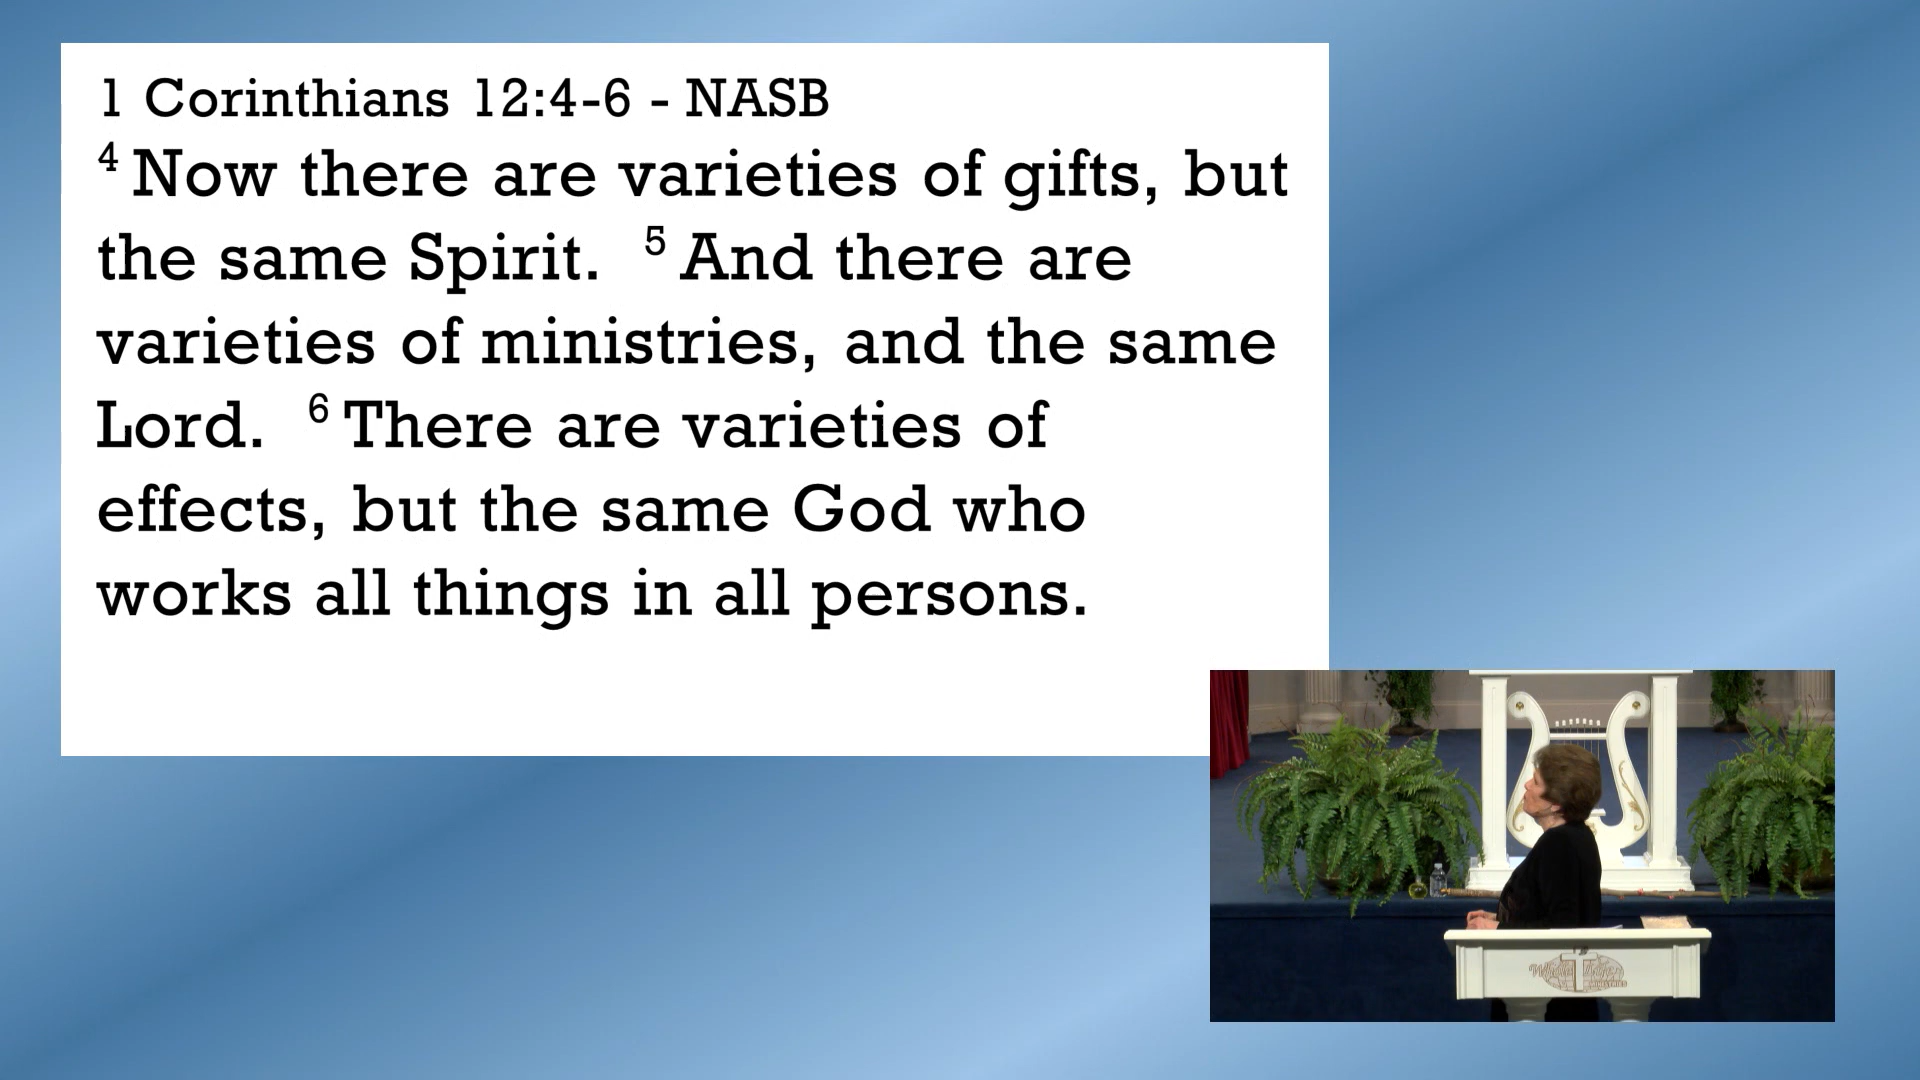 1 Corinthians 12:4-6 - NASB
4 Now there are varieties of gifts, but
the same Spirit. 5 And there are
varieties of ministries, and the same
Lord. 6 There are varieties of
effects, but the same God who
works all things in all persons.
MINISTRIES